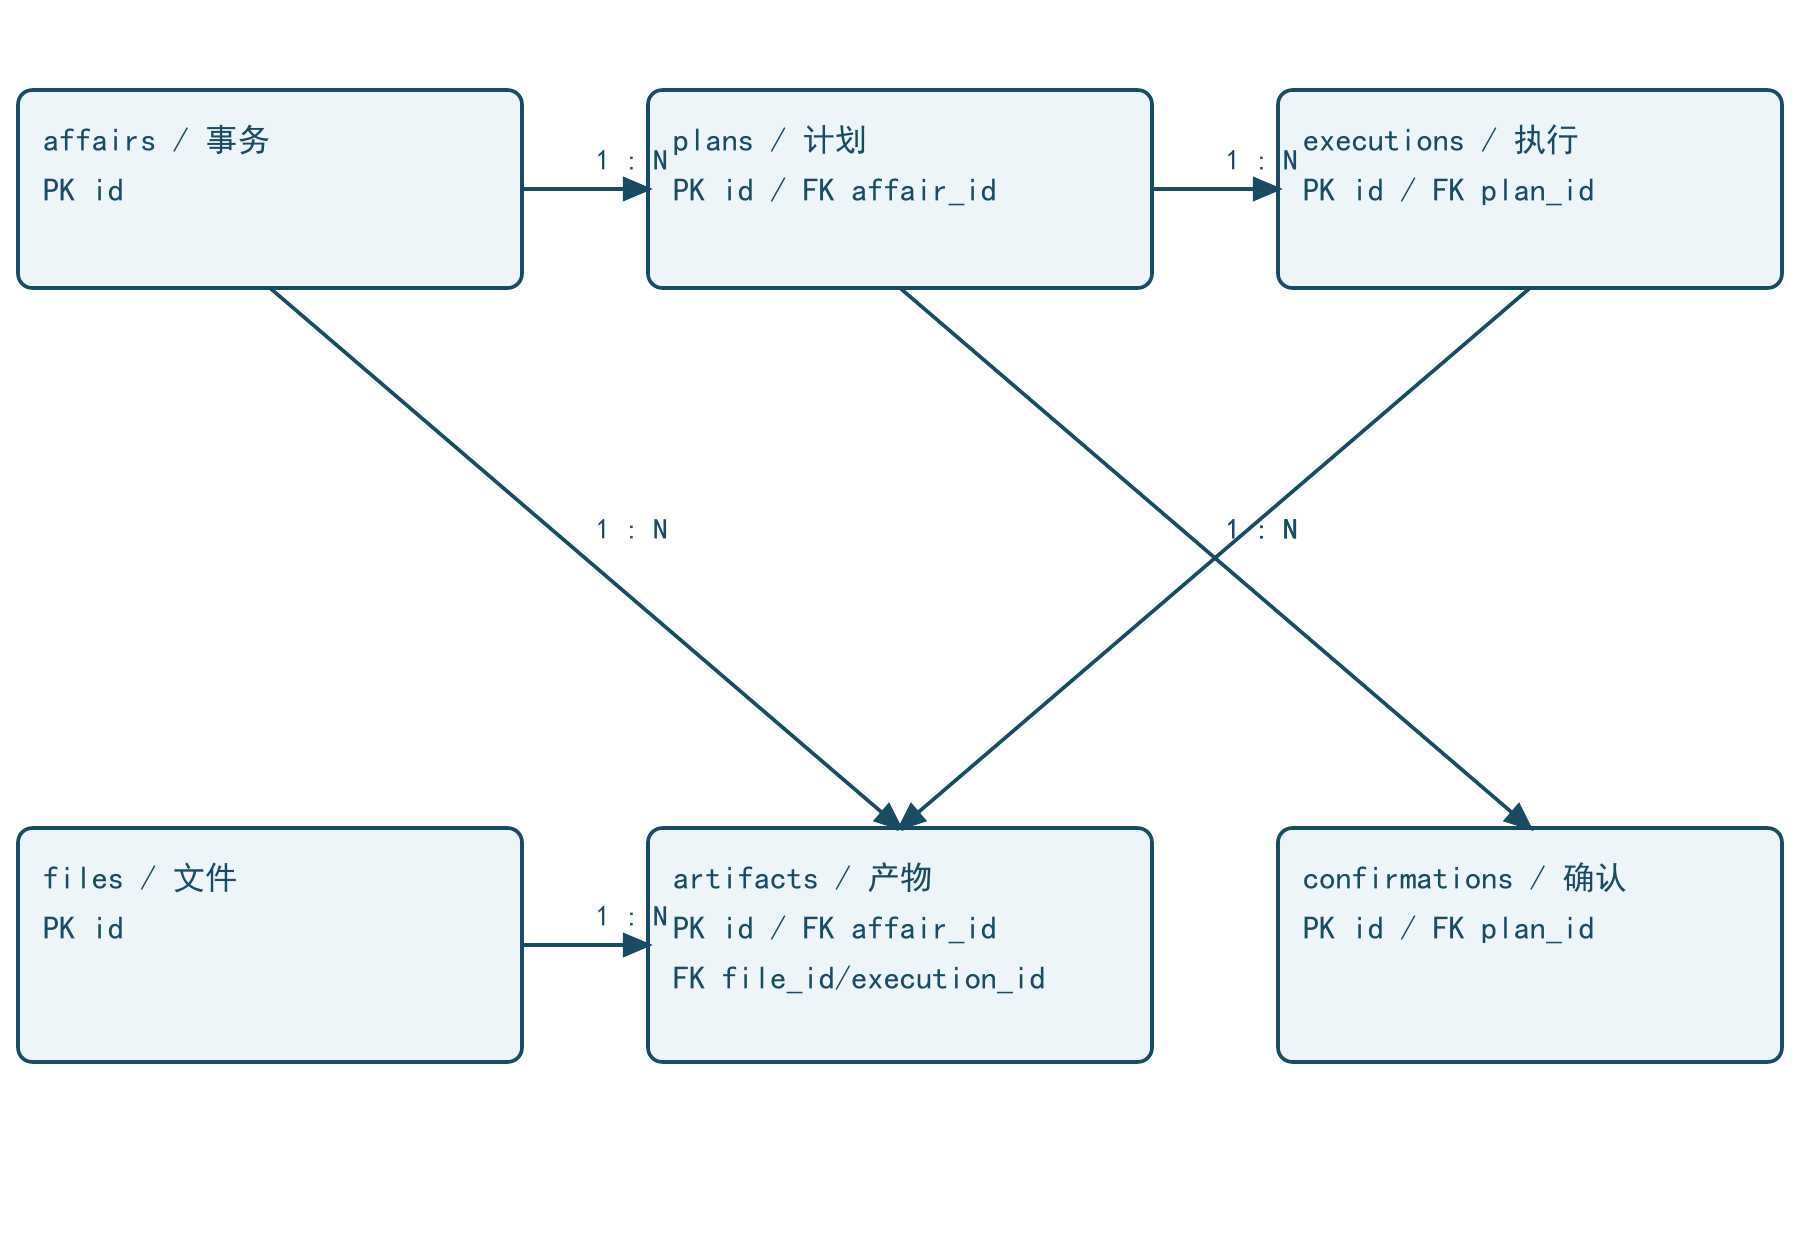 affairs / 事务
PK id
1 : N
plans / 计划
PK id / FK affair_id
1 : N
executions / 执行
PK id / FK plan_id
1 : N
1 : N
files / 文件
PK id
1 : N
artifacts / 产物
PK id / FK affair_id
FK file_id/execution_id
confirmations / 确认
PK id / FK plan_id